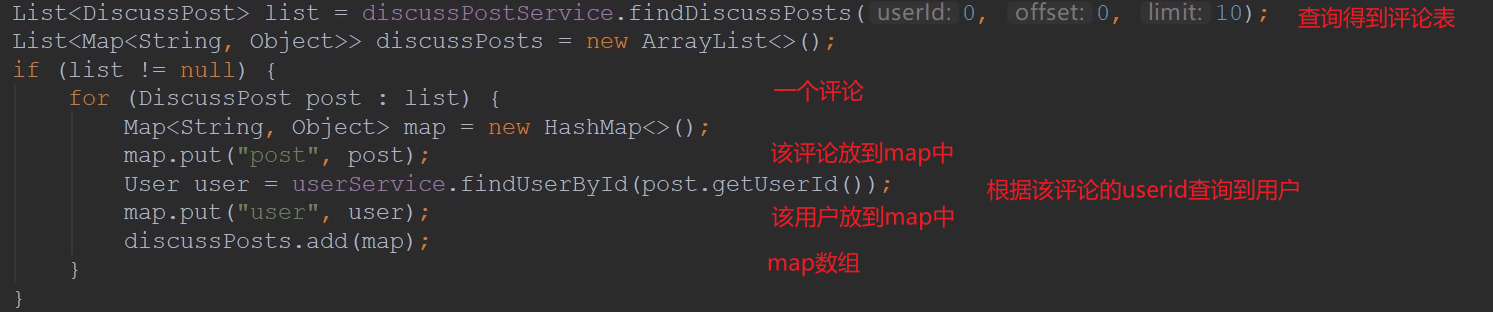 List<DiscussPost> list = discussPostService.findDiscussPosts( userId: 0, offset: 0, limit: 10); 查询得到评论表
List<Map<String, Object>> discussPosts = new ArrayList<>();
if (list != null) {
for (DiscussPost post : list) { 一个评论
Map<String, Object> map = new HashMap<>();
map.put("post", post); 该评论放到map中
User user = userService.findUserById(post.getUserId()); 根据该评论的userid查询到用户
map.put("user", user); 该用户放到map中
discussPosts.add(map); map数组
}
}